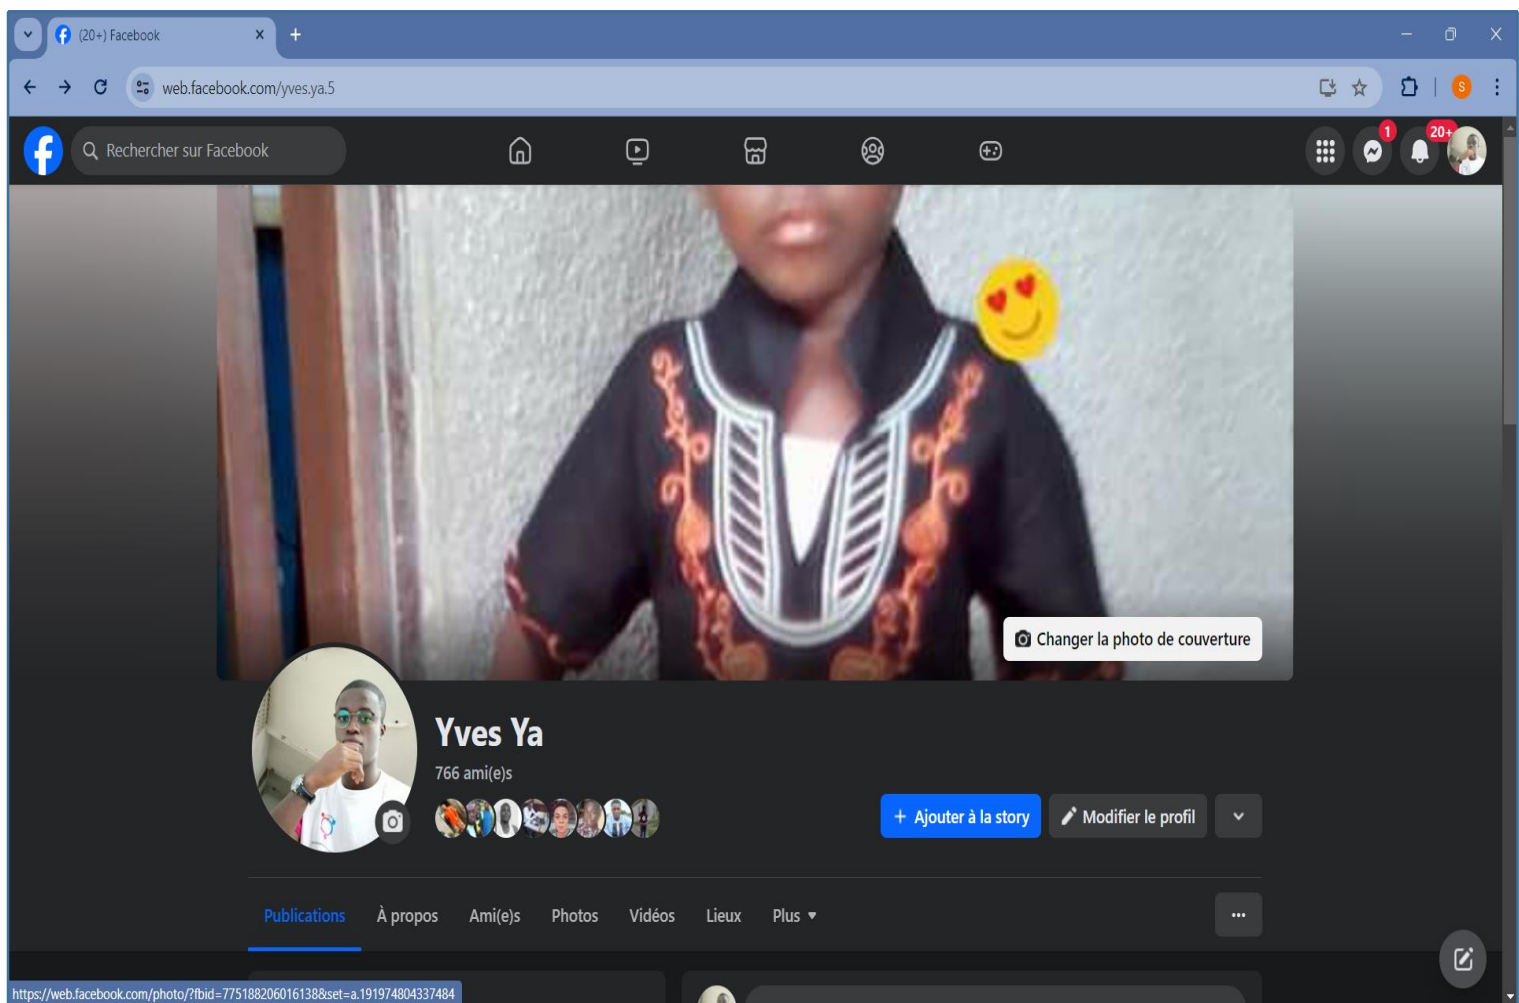 (20+) Facebook
web.facebook.com/yves.ya.5
S
Rechercher sur Facebook
1
20+
Changer la photo de couverture
Yves Ya
766 ami(e)s
+ Ajouter à la story
Modifier le profil
Publications
À propos
Ami(e)s
Photos
Vidéos
Lieux
Plus
https://web.facebook.com/photo/?fbid=775188206016138&set=a.191974804337484